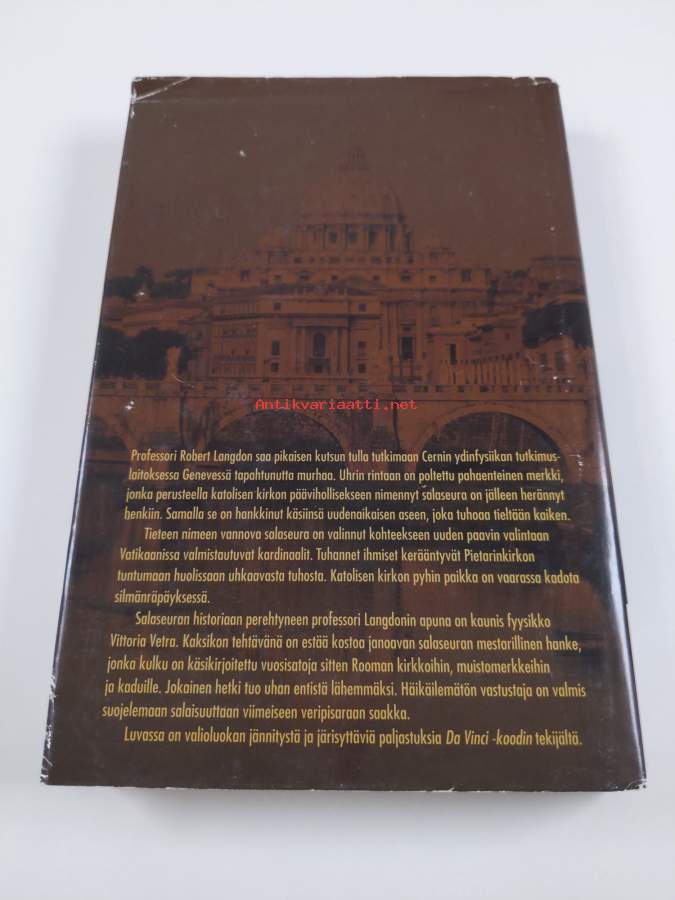 Antikvariaatti.net
Professori Robert Langdon saa pikaisen kutsun tulla tutkimaan Cernin ydinfysiikan tutkimus-
laitoksessa Genevessä tapahtunutta murhaa. Uhrin rintaan on poltettu pahaenteinen merkki,
jonka perusteella katolisen kirkon päävihollisekseen nimennyt salaseura on jälleen herännyt
henkiin. Samalla se on hankkinut käsiinsä uudenaikaisen aseen, joka tuhoaa tieltään kaiken.
Tieteen nimeen vannova salaseura on valinnut kohteekseen uuden paavin valintaan
Vatikaanissa valmistautuvat kardinaalit. Tuhannet ihmiset kerääntyvät Pietarinkirkon
tuntumaan huolissaan uhkaavasta tuhosta. Katolisen kirkon pyhin paikka on vaarassa kadota
silmänräpäyksessä.
Salaseuran historiaan perehtyneen professori Langdonin apuna on kaunis fyysikko
Vittoria Vetra. Kaksikon tehtävänä on estää kostoa janoavan salaseuran mestarillinen hanke,
jonka kulku on käsikirjoitettu vuosisatoja sitten Rooman kirkkoihin, muistomerkkeihin
ja kaduille. Jokainen hetki tuo uhan entistä lähemmäksi. Häikäilemätön vastustaja on valmis
suojelemaan salaisuuttaan viimeiseen veripisaraan saakka.
Luvassa on valioluokan jännitystä ja järisyttäviä paljastuksia Da Vinci -koodin tekijältä.